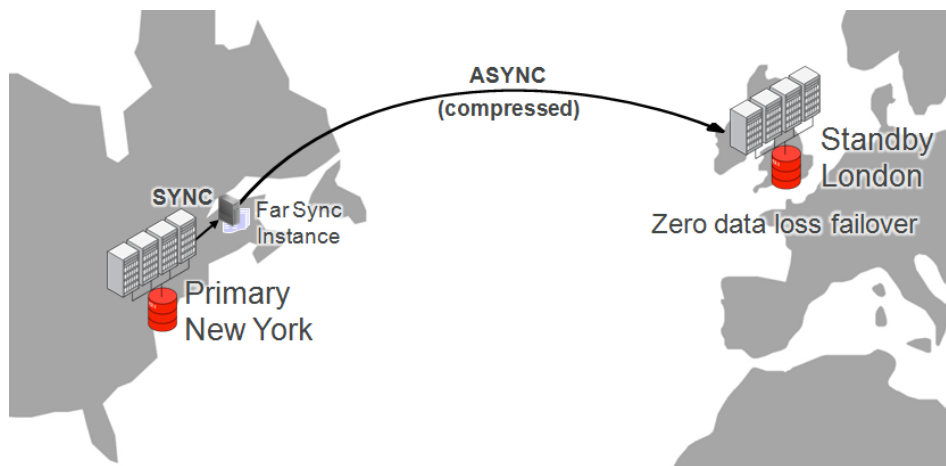 ASYNC
(compressed)
Standby
London
Zero data loss failover
SYNC
Far Sync
Instance
Primary
New York